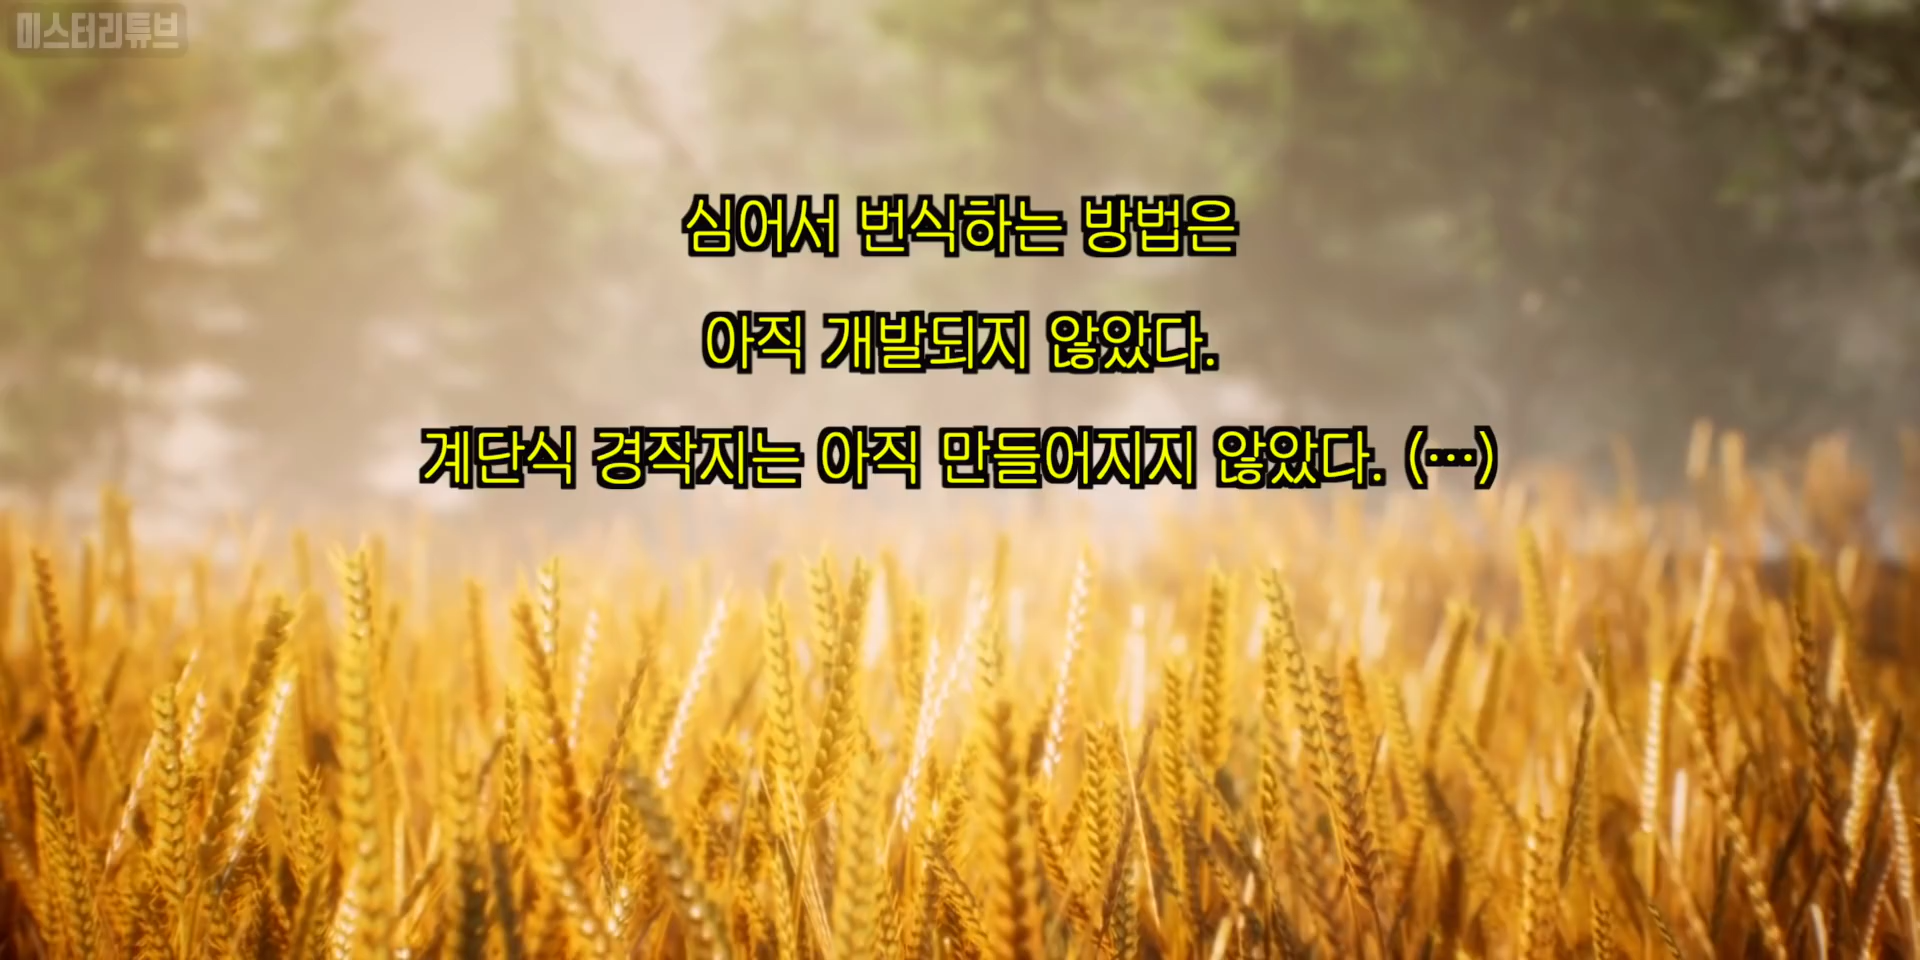 미스터리튜브
심어서 번식하는 방법은
아직 개발되지 않았다.
계단식 경작지는 아직 만들어지지 않았다. (…)